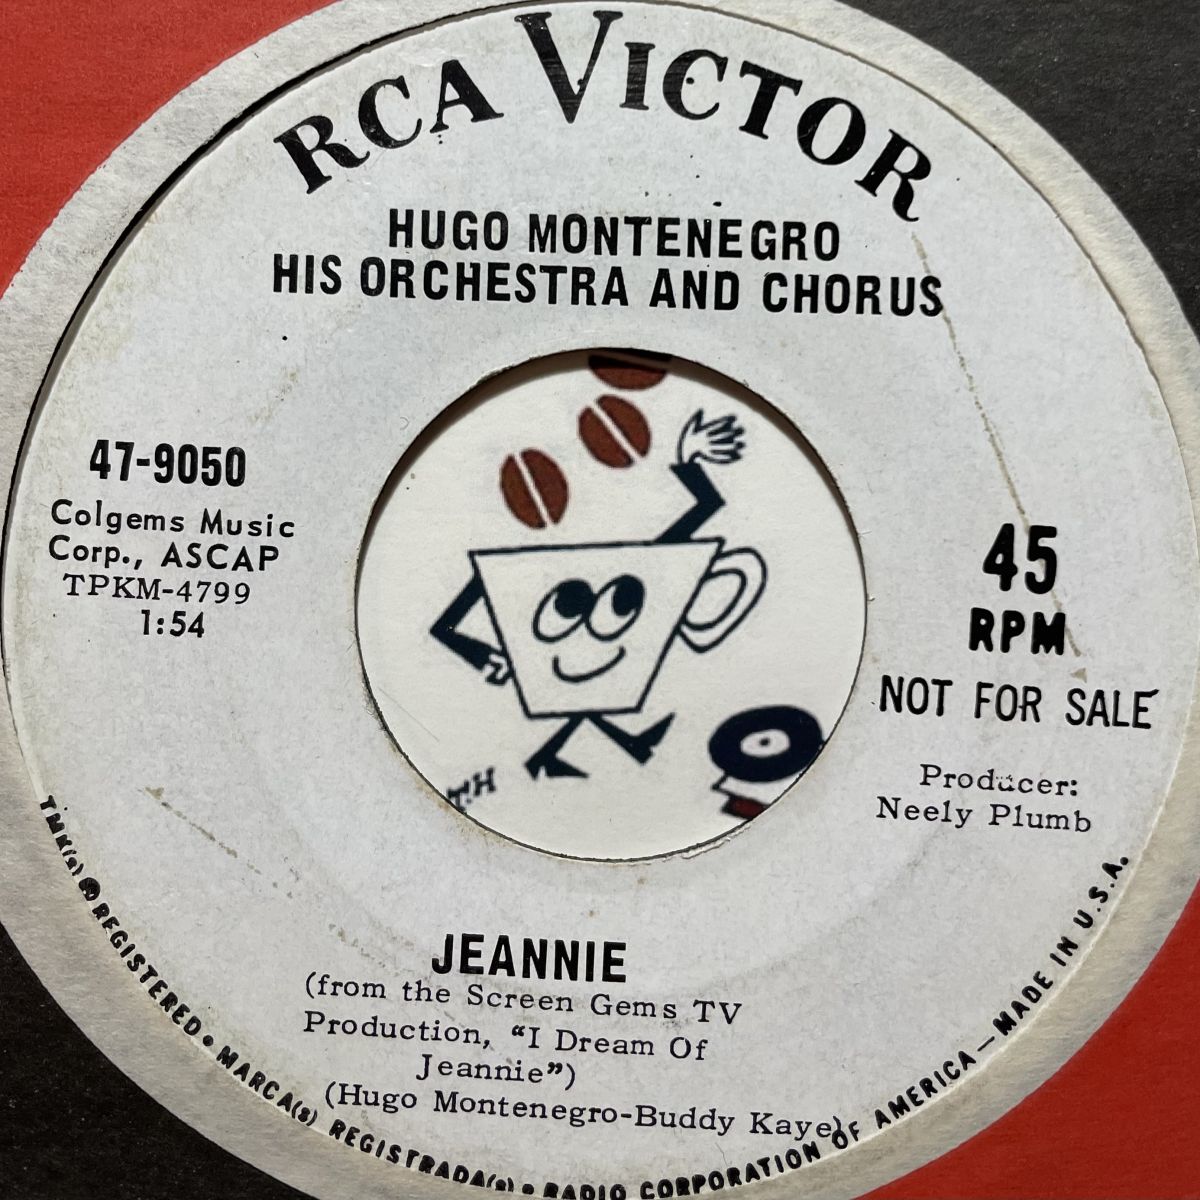 RCA VICTOR
HUGO MONTENEGRO
HIS ORCHESTRA AND CHORUS
47-9050
Colgems Music
Corp., ASCAP
TPKM-4799
1:54
45
RPM
NOT FOR SALE
Producer:
Neely Plumb
T.H
JEANNIE
(from the Screen Gems TV
Production, “I Dream Of
Jeannie”)
(Hugo Montenegro-Buddy Kaye)
TMK(s) ® REGISTERED • MARCA(s) REGISTRADA(s) • RADIO CORPORATION OF AMERICA — MADE IN U.S.A.